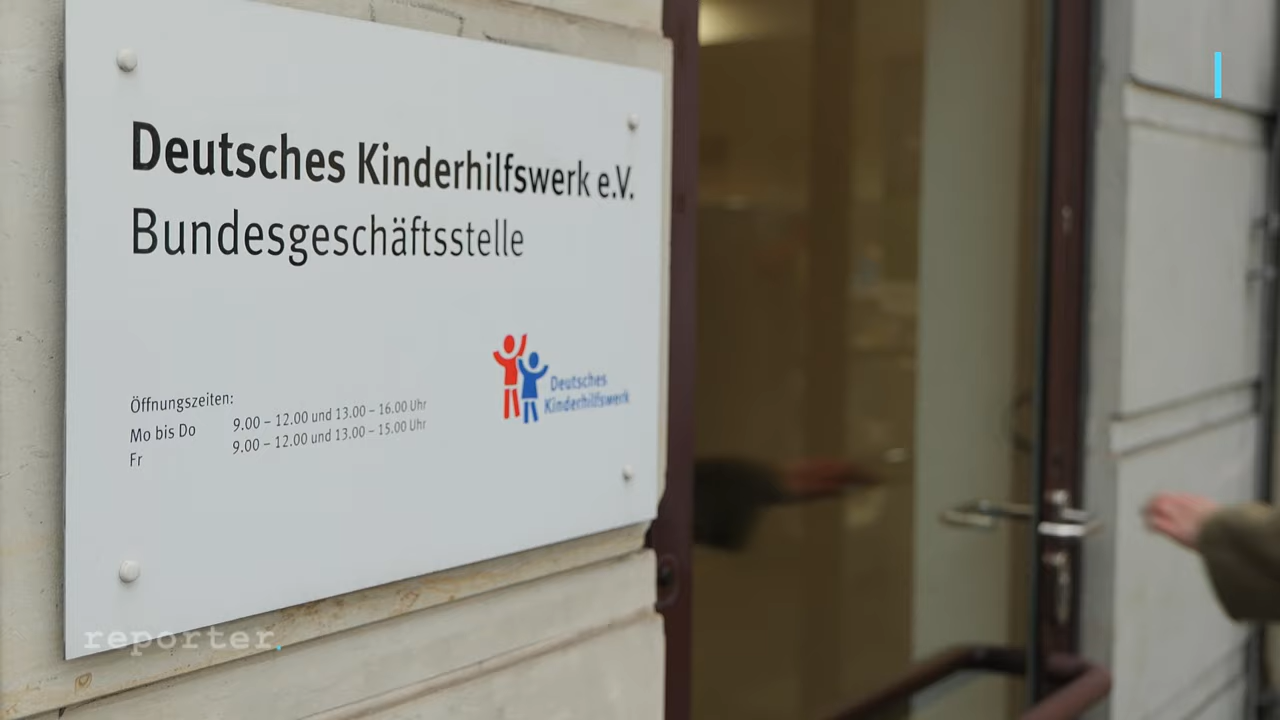 Deutsches Kinderhilfswerk e.V.
Bundesgeschäftsstelle
Öffnungszeiten:
Mo bis Do 9.00 – 12.00 und 13.00 – 16.00 Uhr
Fr 9.00 – 12.00 und 13.00 – 15.00 Uhr
Deutsches
Kinderhilfswerk
reporter.